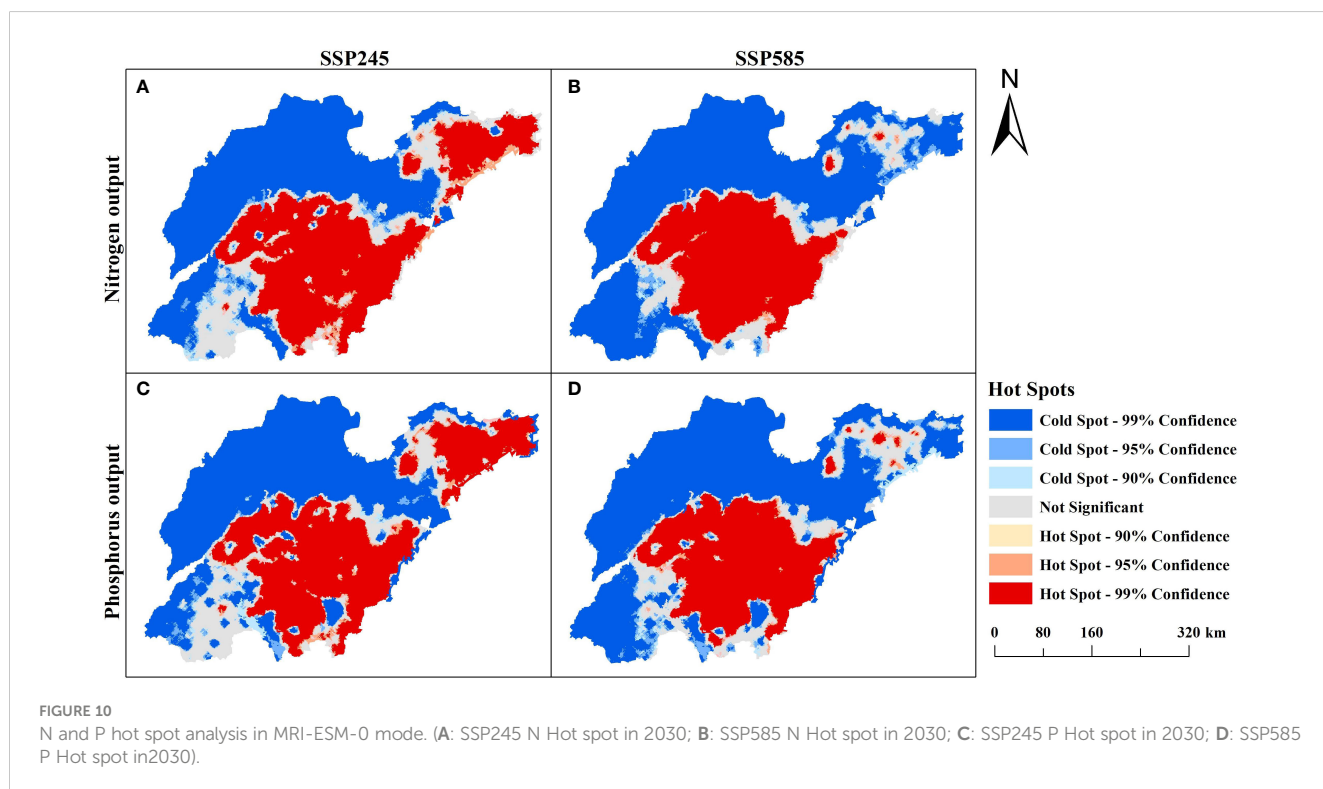 SSP245
SSP585
A
B
N
Nitrogen output
C
D
Phosphorus output
Hot Spots
Cold Spot - 99% Confidence
Cold Spot - 95% Confidence
Cold Spot - 90% Confidence
Not Significant
Hot Spot - 90% Confidence
Hot Spot - 95% Confidence
Hot Spot - 99% Confidence
0 80 160 320 km
FIGURE 10
N and P hot spot analysis in MRI-ESM-0 mode. (A: SSP245 N Hot spot in 2030; B: SSP585 N Hot spot in 2030; C: SSP245 P Hot spot in 2030; D: SSP585
P Hot spot in2030).